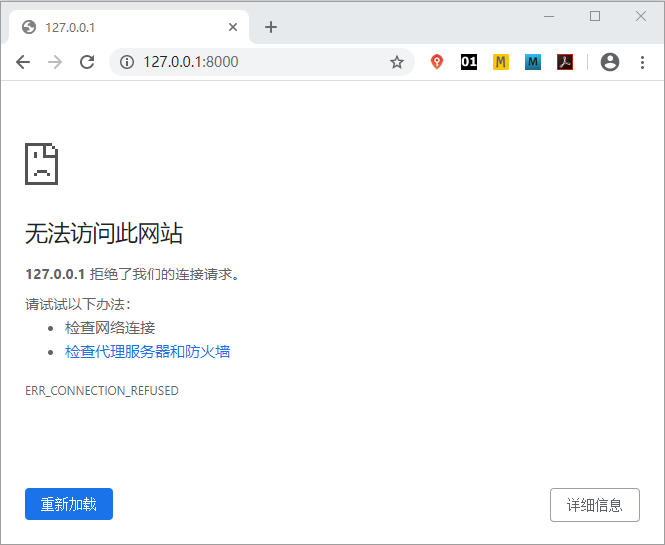 127.0.0.1
127.0.0.1:8000
01
M
M
无法访问此网站
127.0.0.1 拒绝了我们的连接请求。
请试试以下办法：
检查网络连接
检查代理服务器和防火墙
ERR_CONNECTION_REFUSED
重新加载
详细信息